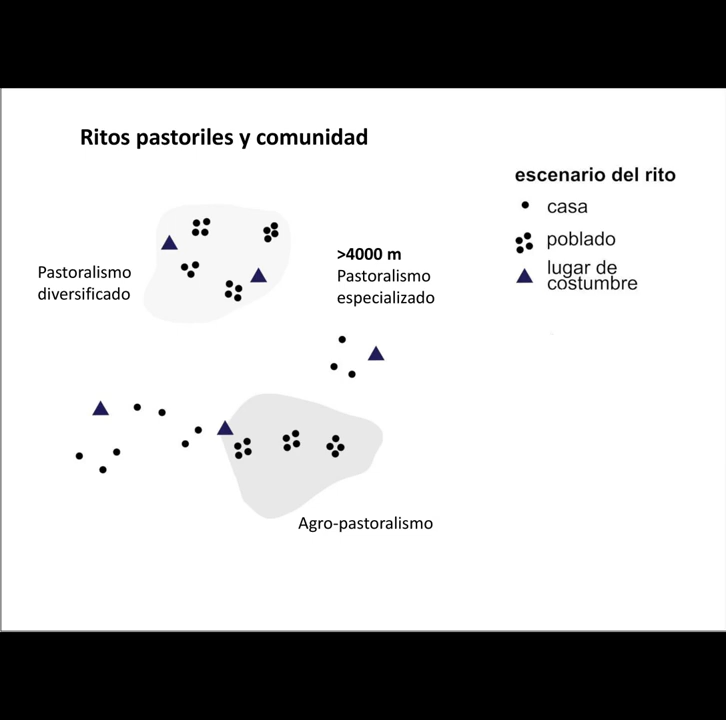 Ritos pastoriles y comunidad
escenario del rito
casa
poblado
lugar de
costumbre
>4000 m
Pastoralismo
especializado
Pastoralismo
diversificado
Agro-pastoralismo